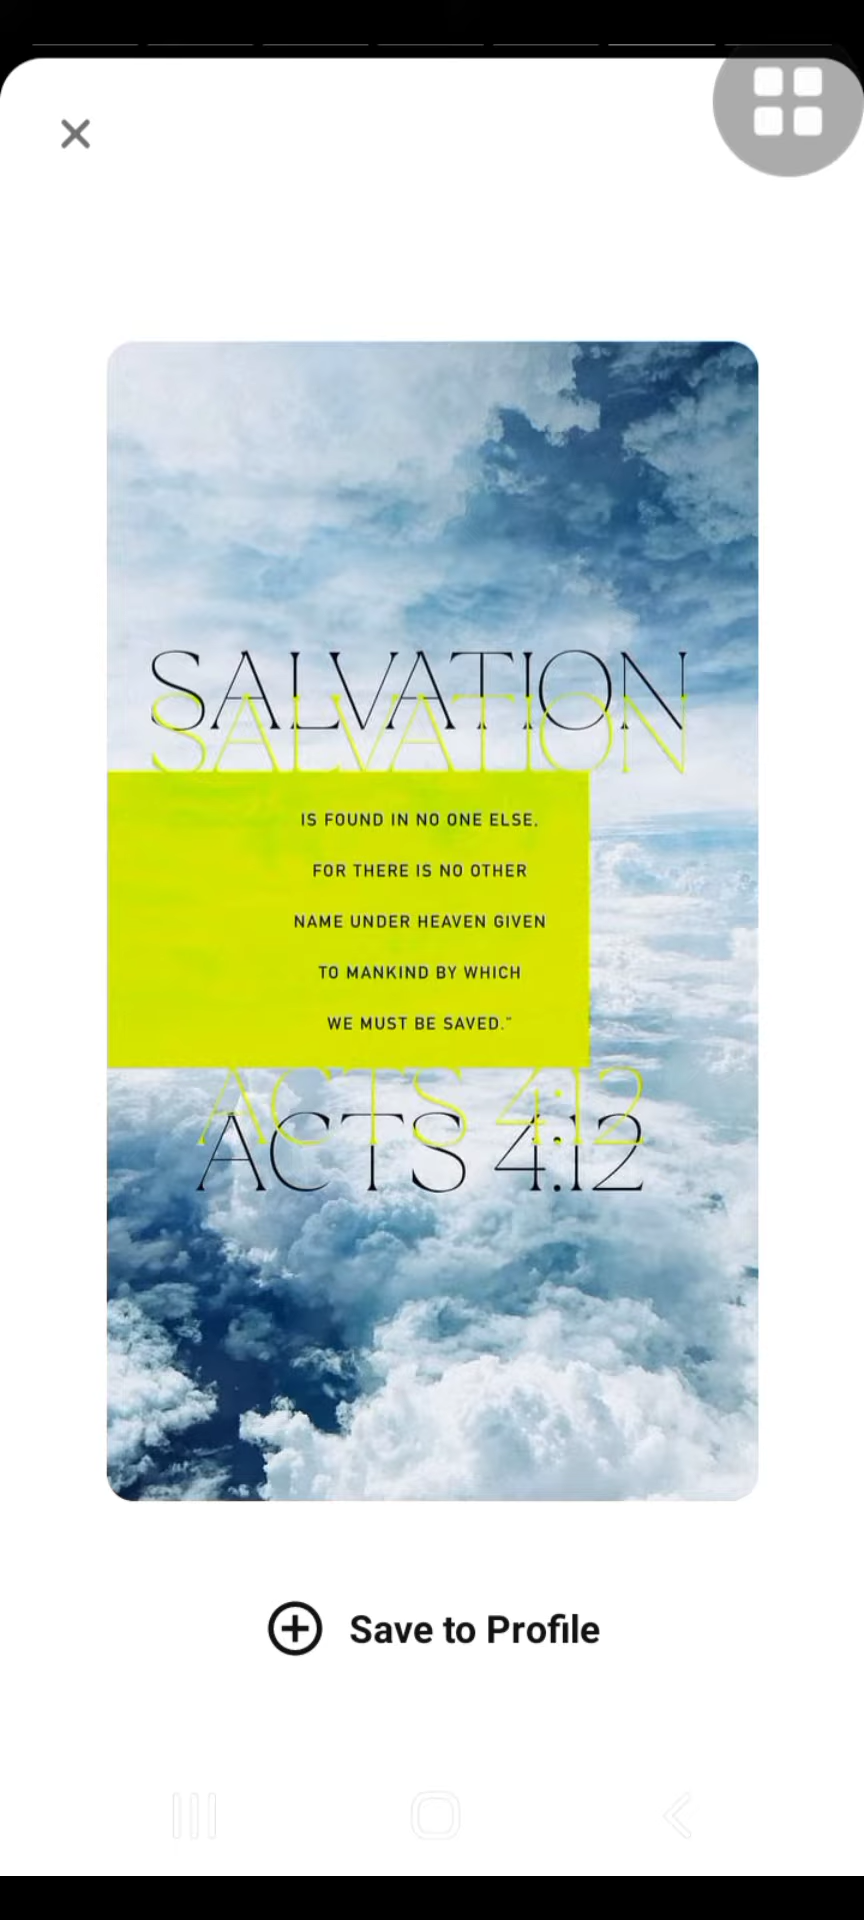 SALVATION
SALVATION
IS FOUND IN NO ONE ELSE,
FOR THERE IS NO OTHER
NAME UNDER HEAVEN GIVEN
TO MANKIND BY WHICH
WE MUST BE SAVED.”
ACTS 4:12
ACTS 4:12
Save to Profile